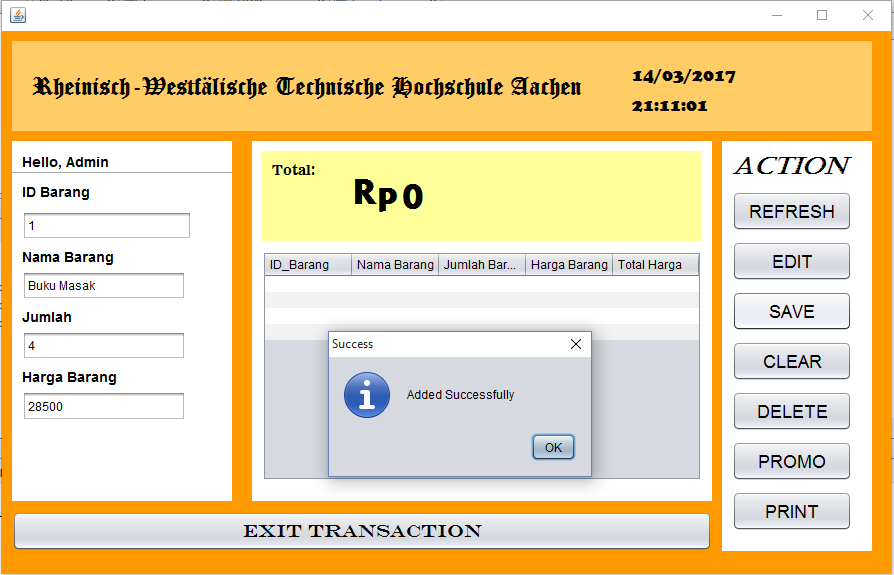 Rheinisch-Westfälische Technische Hochschule Aachen
14/03/2017
21:11:01
Hello, Admin
ID Barang
1
Nama Barang
Buku Masak
Jumlah
4
Harga Barang
28500
Total:
Rp 0
ID_Barang Nama Barang Jumlah Bar... Harga Barang Total Harga
Success
Added Successfully
OK
ACTION
REFRESH
EDIT
SAVE
CLEAR
DELETE
PROMO
PRINT
EXIT TRANSACTION